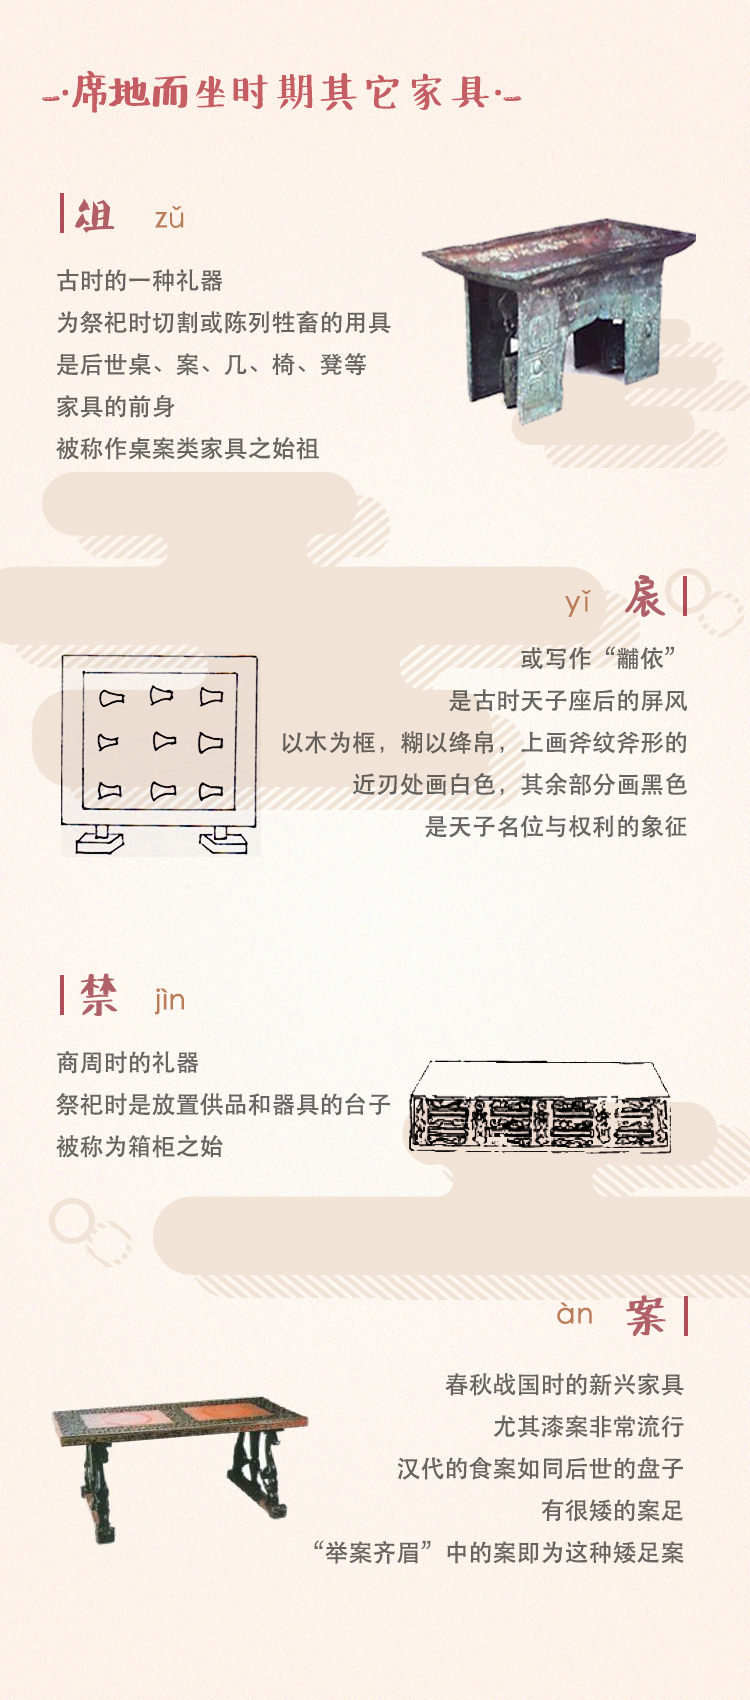 席地而坐时期其它家具
俎 zǔ
古时的一种礼器
为祭祀时切割或陈列牲畜的用具
是后世桌、案、几、椅、凳等
家具的前身
被称作桌案类家具之始祖
yǐ 扆
或写作“黼依”
是古时天子座后的屏风
以木为框，糊以绛帛，上画斧纹斧形的
近刃处画白色，其余部分画黑色
是天子名位与权利的象征
禁 jìn
商周时的礼器
祭祀时是放置供品和器具的台子
被称为箱柜之始
àn 案
春秋战国时的新兴家具
尤其漆案非常流行
汉代的食案如同后世的盘子
有很矮的案足
“举案齐眉”中的案即为这种矮足案